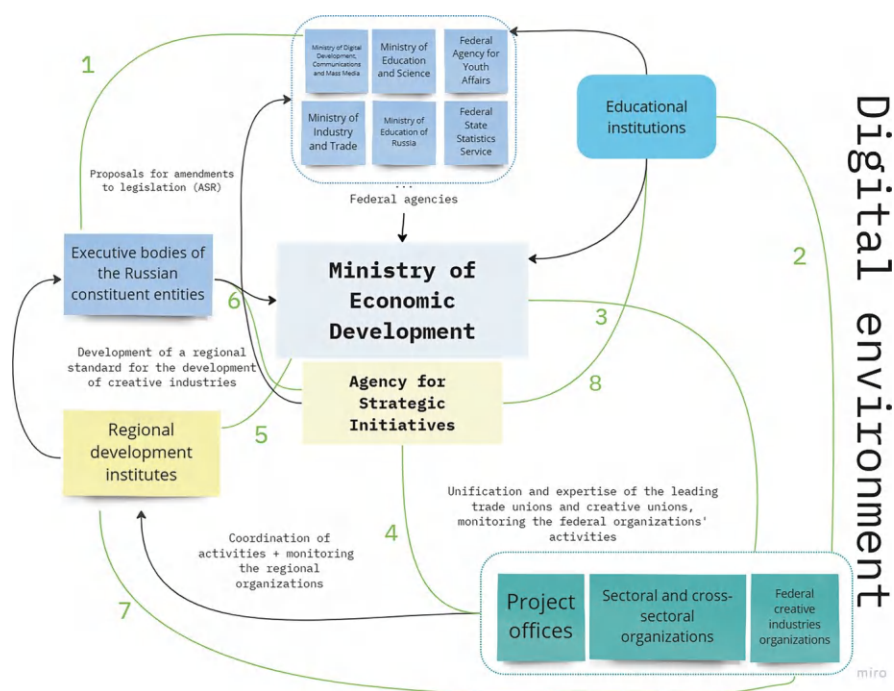 1
Ministry of Digital
Development,
Communications
and Mass Media
Ministry of
Education
and Science
Federal
Agency for
Youth
Affairs
Ministry of
Industry
and Trade
Ministry of
Education of
Russia
Federal
State
Statistics
Service
Educational
institutions
Digital environment
Proposals for amendments
to legislation (ASR)
...
Federal agencies
2
Executive bodies of
the Russian
constituent entities
6
Ministry of
Economic
Development
3
Development of a regional
standard for the development
of creative industries
Agency for
Strategic
Initiatives
8
5
Regional
development
institutes
Unification and expertise of the leading
trade unions and creative unions,
monitoring the federal organizations'
activities
4
Coordination of
activities + monitoring
the regional
organizations
7
Project
offices
Sectoral and cross-
sectoral
organizations
Federal
creative
industries
organizations
miro